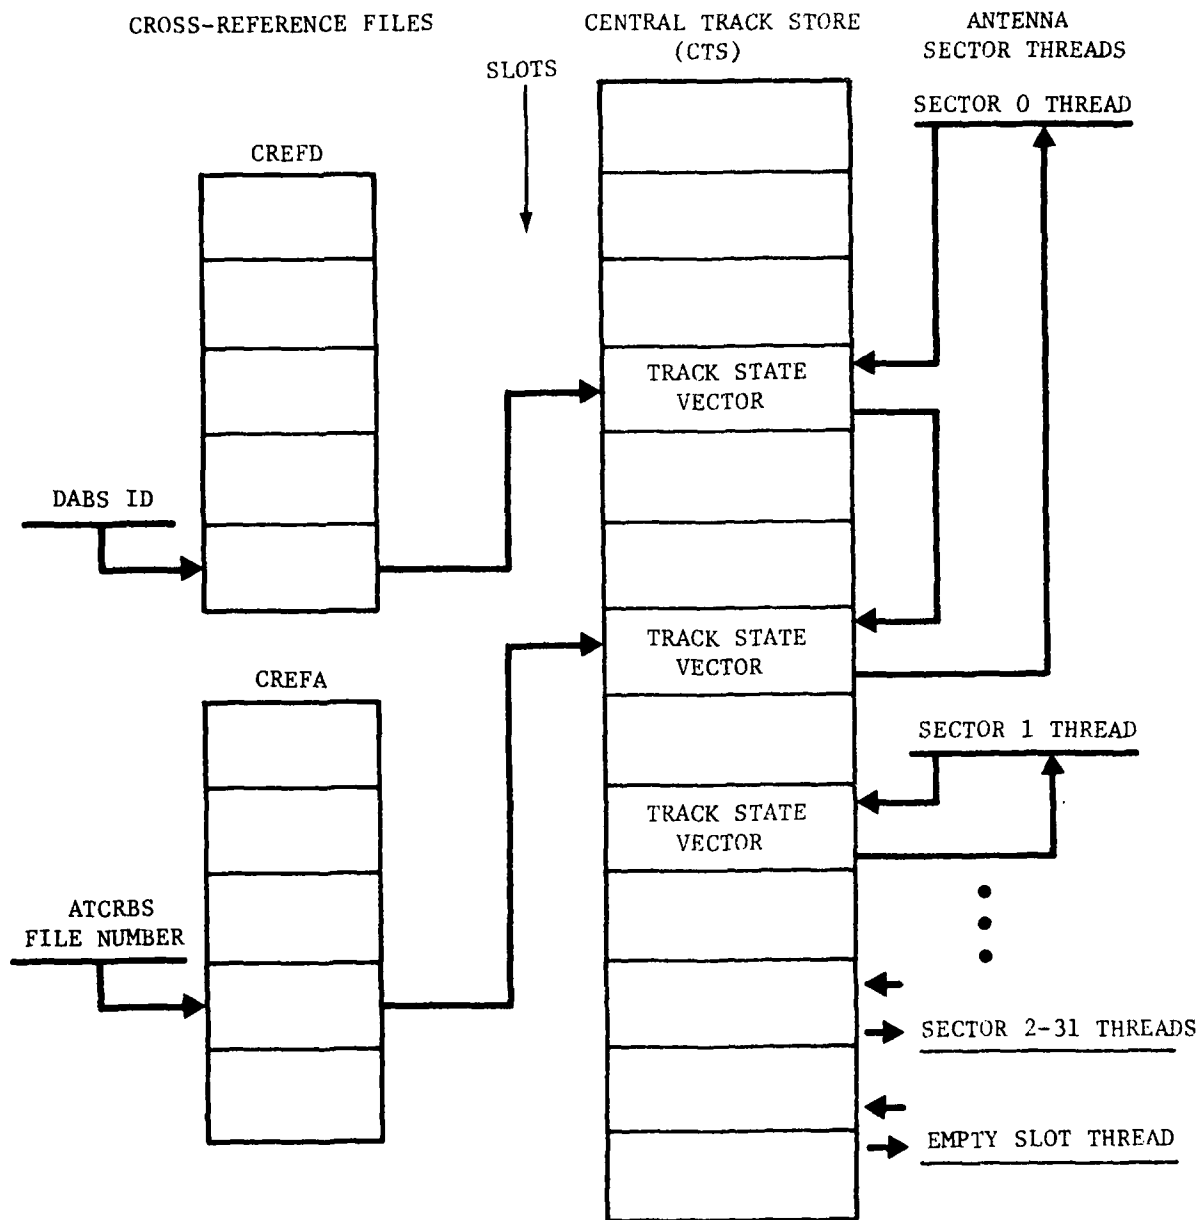 CROSS-REFERENCE FILES
CENTRAL TRACK STORE
(CTS)
ANTENNA
SECTOR THREADS
SLOTS
SECTOR 0 THREAD
CREFD
TRACK STATE
VECTOR
DABS ID
TRACK STATE
VECTOR
CREFA
SECTOR 1 THREAD
TRACK STATE
VECTOR
ATCRBS
FILE NUMBER
SECTOR 2-31 THREADS
EMPTY SLOT THREAD